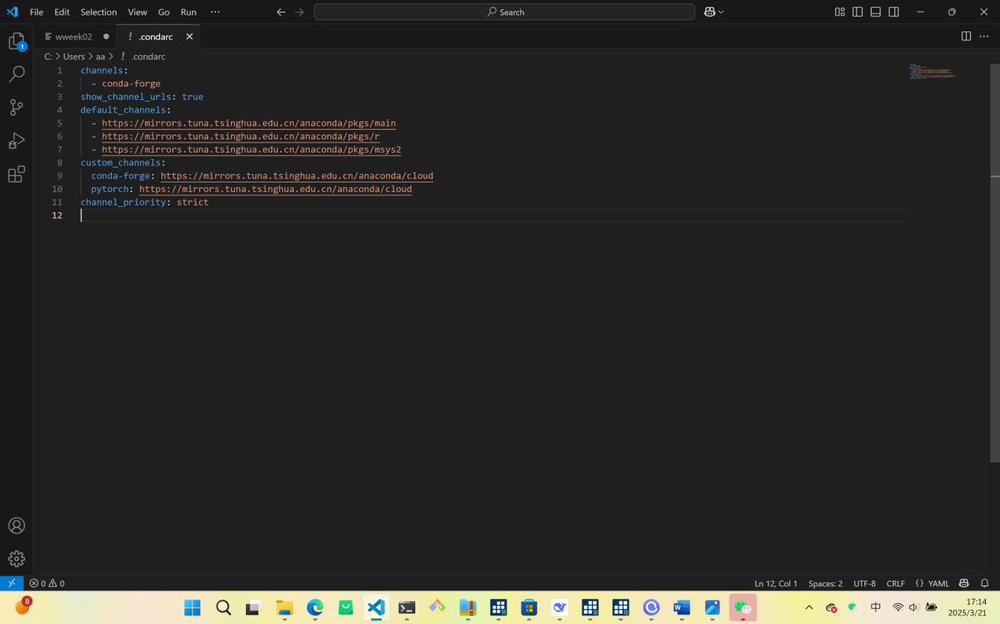 File Edit Selection View Go Run ···
Search
wweek02
.condarc
C: > Users > aa > .condarc
1 channels:
2 - conda-forge
3 show_channel_urls: true
4 default_channels:
5 - https://mirrors.tuna.tsinghua.edu.cn/anaconda/pkgs/main
6 - https://mirrors.tuna.tsinghua.edu.cn/anaconda/pkgs/r
7 - https://mirrors.tuna.tsinghua.edu.cn/anaconda/pkgs/msys2
8 custom_channels:
9 conda-forge: https://mirrors.tuna.tsinghua.edu.cn/anaconda/cloud
10 pytorch: https://mirrors.tuna.tsinghua.edu.cn/anaconda/cloud
11 channel_priority: strict
12
1
0 0
Ln 12, Col 1 Spaces: 2 UTF-8 CRLF {} YAML
8
中
17:14
2025/3/21